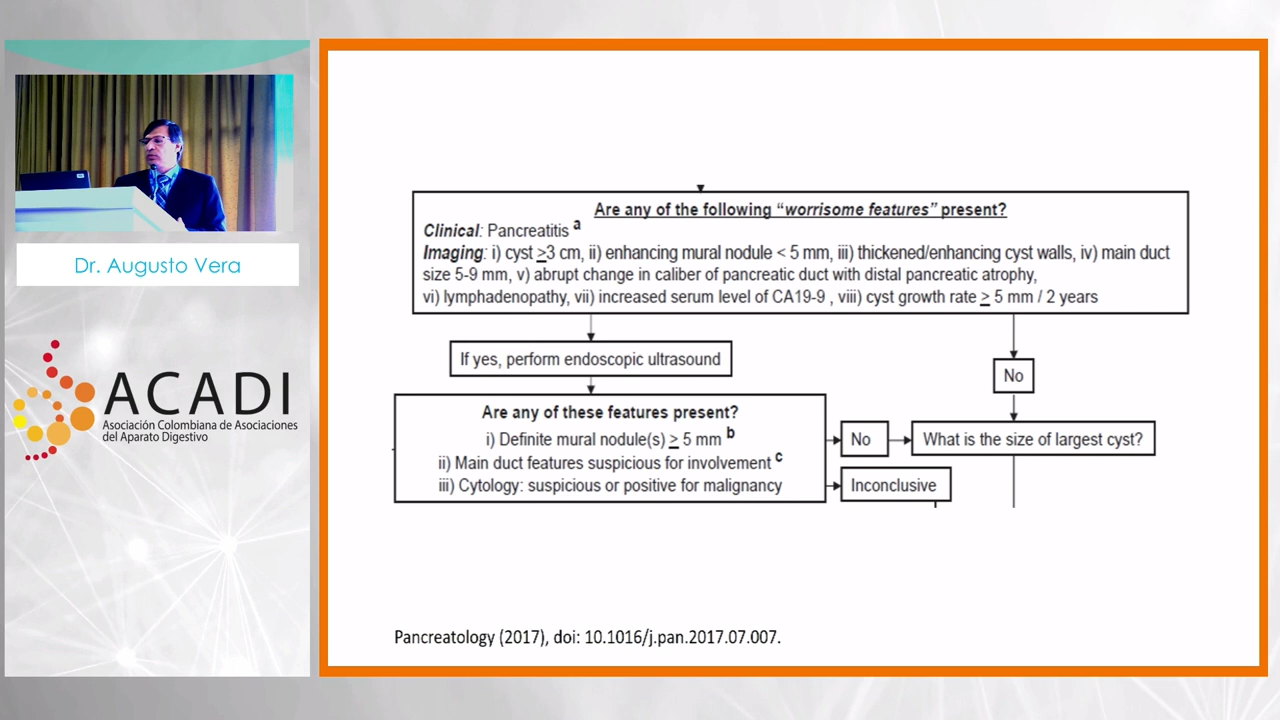 Dr. Augusto Vera
ACADI
Asociación Colombiana de Asociaciones
del Aparato Digestivo
Are any of the following “worrisome features” present?
Clinical: Pancreatitis a
Imaging: i) cyst ≥3 cm, ii) enhancing mural nodule < 5 mm, iii) thickened/enhancing cyst walls, iv) main duct
size 5-9 mm, v) abrupt change in caliber of pancreatic duct with distal pancreatic atrophy,
vi) lymphadenopathy, vii) increased serum level of CA19-9 , viii) cyst growth rate ≥ 5 mm / 2 years
If yes, perform endoscopic ultrasound
No
Are any of these features present?
i) Definite mural nodule(s) ≥ 5 mm b
ii) Main duct features suspicious for involvement c
iii) Cytology: suspicious or positive for malignancy
No
What is the size of largest cyst?
Inconclusive
Pancreatology (2017), doi: 10.1016/j.pan.2017.07.007.